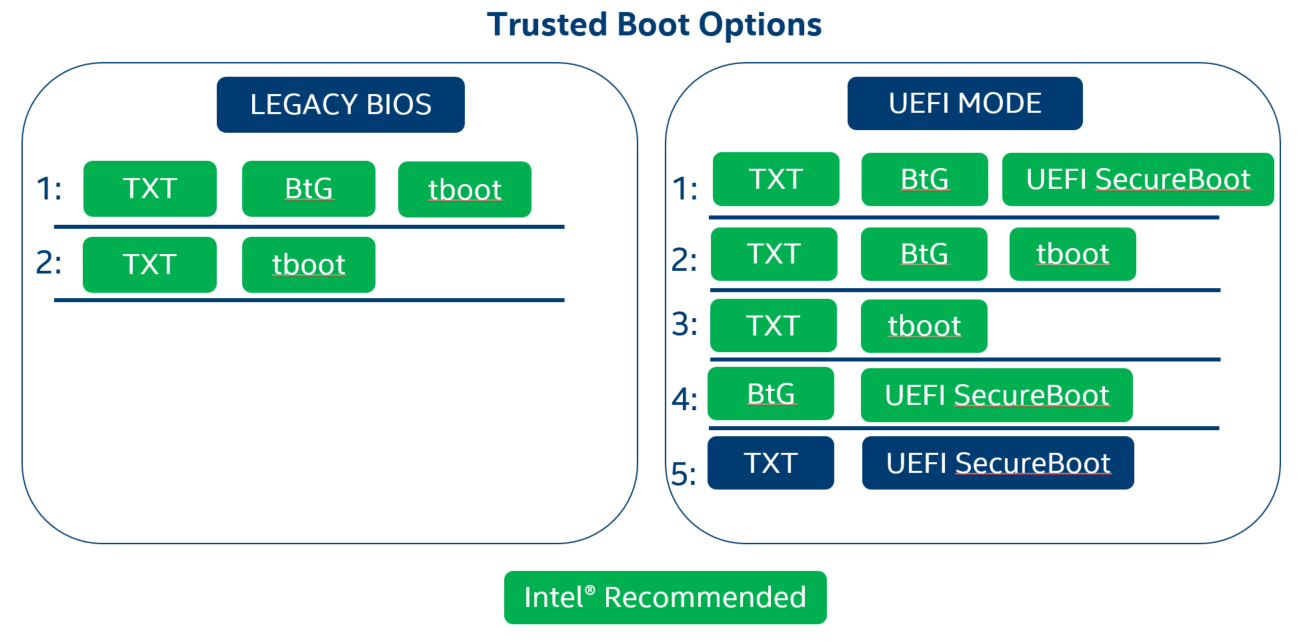 Trusted Boot Options
LEGACY BIOS
1: TXT BtG tboot
2: TXT tboot
UEFI MODE
1: TXT BtG UEFI SecureBoot
2: TXT BtG tboot
3: TXT tboot
4: BtG UEFI SecureBoot
5: TXT UEFI SecureBoot
Intel® Recommended